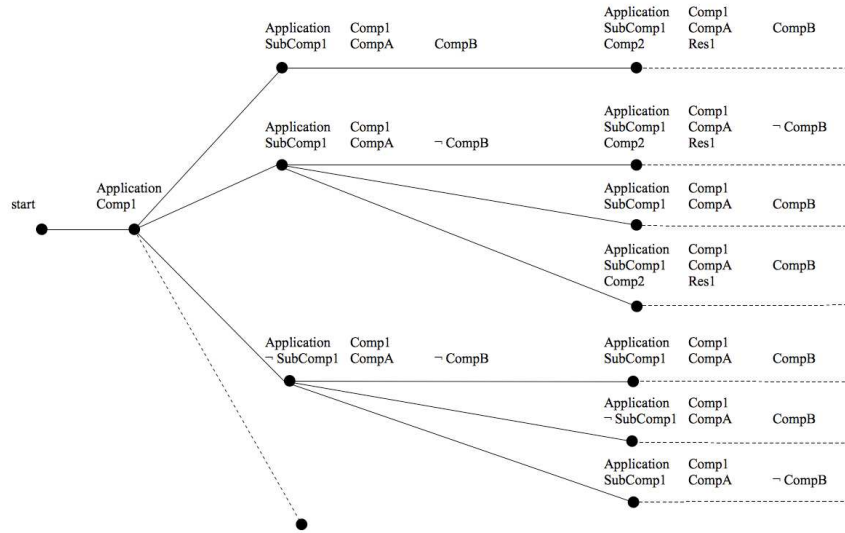 Application Comp1
SubComp1 CompA CompB
Application Comp1
SubComp1 CompA CompB
Comp2 Res1
Application Comp1
SubComp1 CompA ¬ CompB
Application Comp1
SubComp1 CompA ¬ CompB
Comp2 Res1
start
Application
Comp1
Application Comp1
SubComp1 CompA CompB
Application Comp1
SubComp1 CompA CompB
Comp2 Res1
Application Comp1
¬ SubComp1 CompA ¬ CompB
Application Comp1
SubComp1 CompA CompB
Application Comp1
¬ SubComp1 CompA CompB
Application Comp1
SubComp1 CompA ¬ CompB